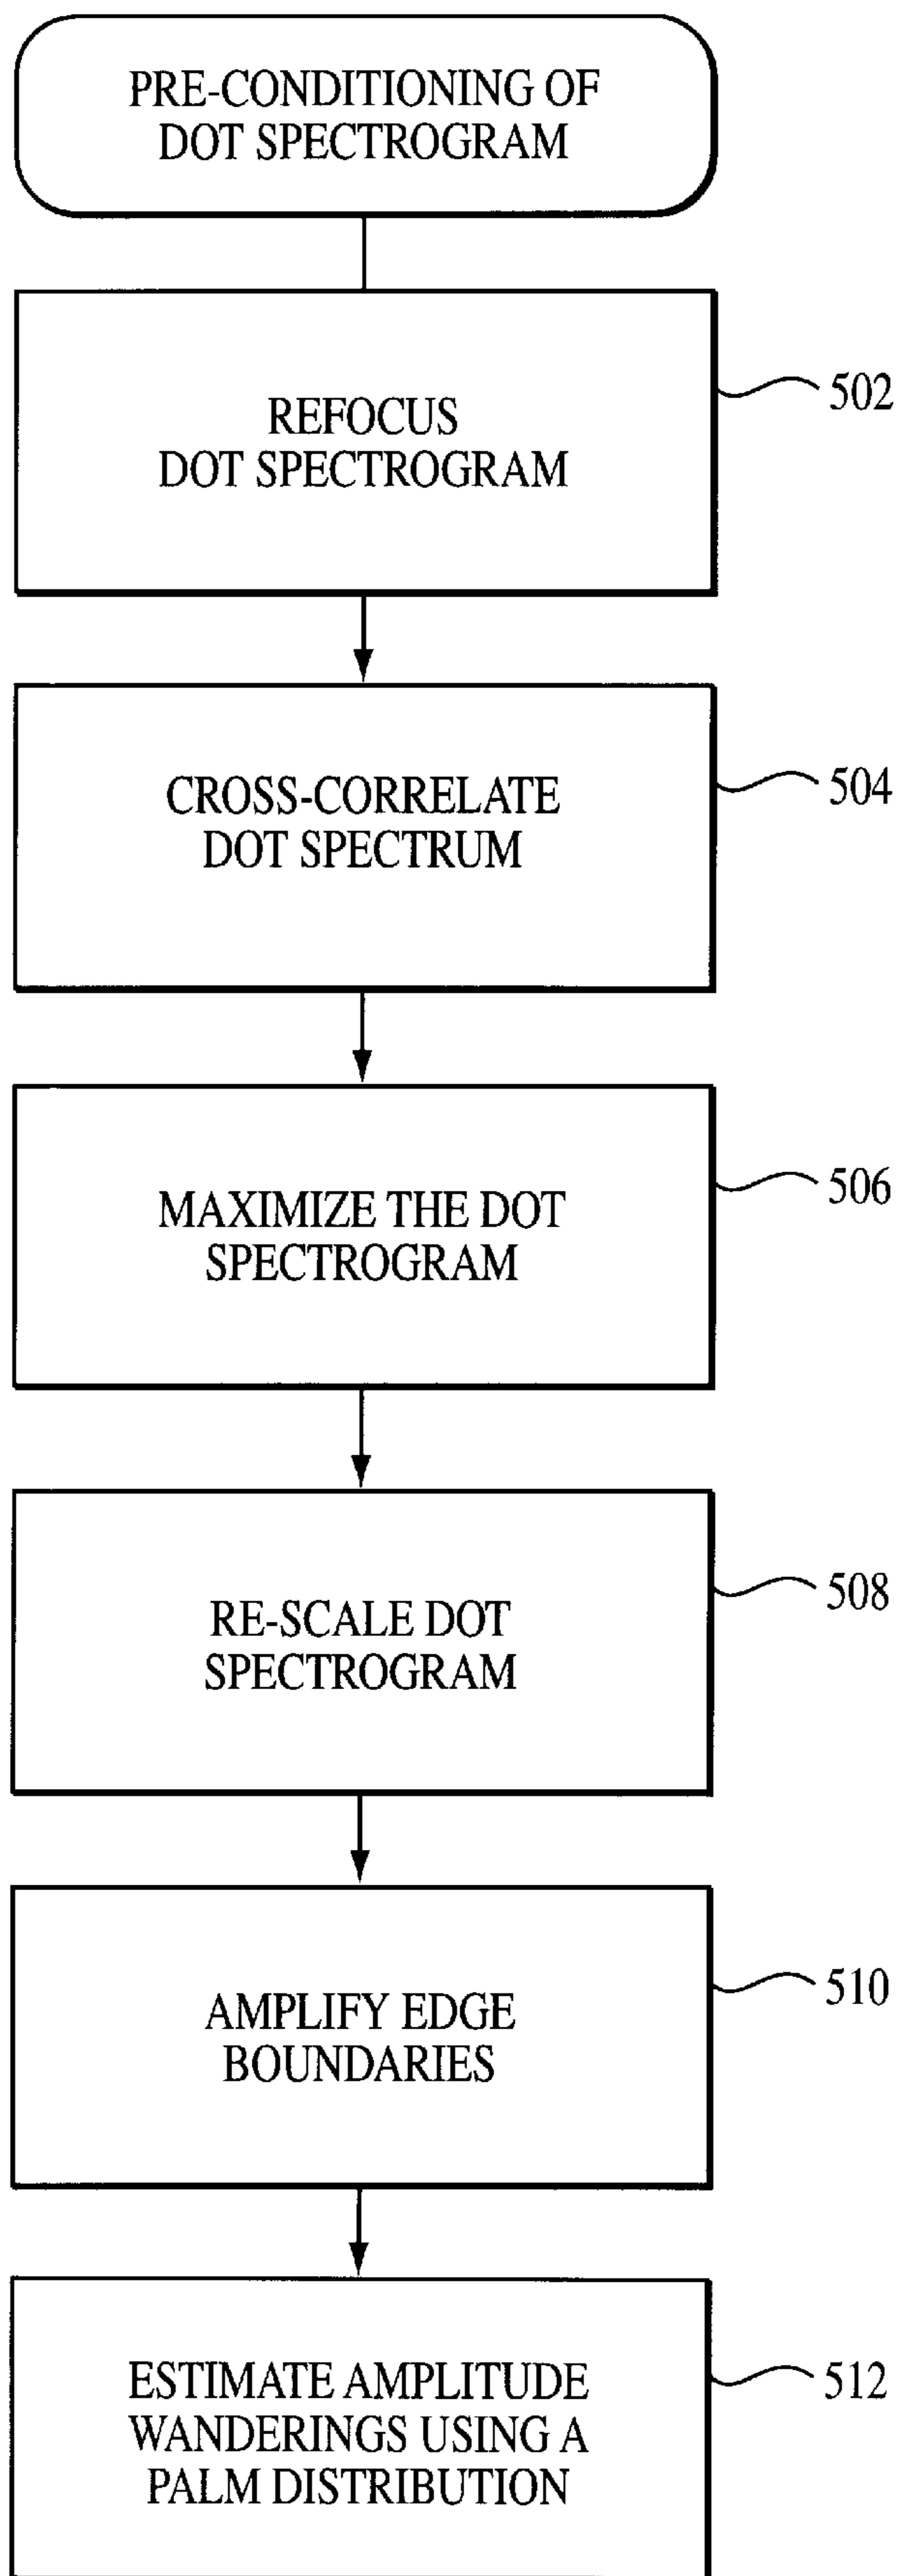 PRE-CONDITIONING OF
DOT SPECTROGRAM
REFOCUS
DOT SPECTROGRAM
502
CROSS-CORRELATE
DOT SPECTRUM
504
MAXIMIZE THE DOT
SPECTROGRAM
506
RE-SCALE DOT
SPECTROGRAM
508
AMPLIFY EDGE
BOUNDARIES
510
ESTIMATE AMPLITUDE
WANDERINGS USING A
PALM DISTRIBUTION
512